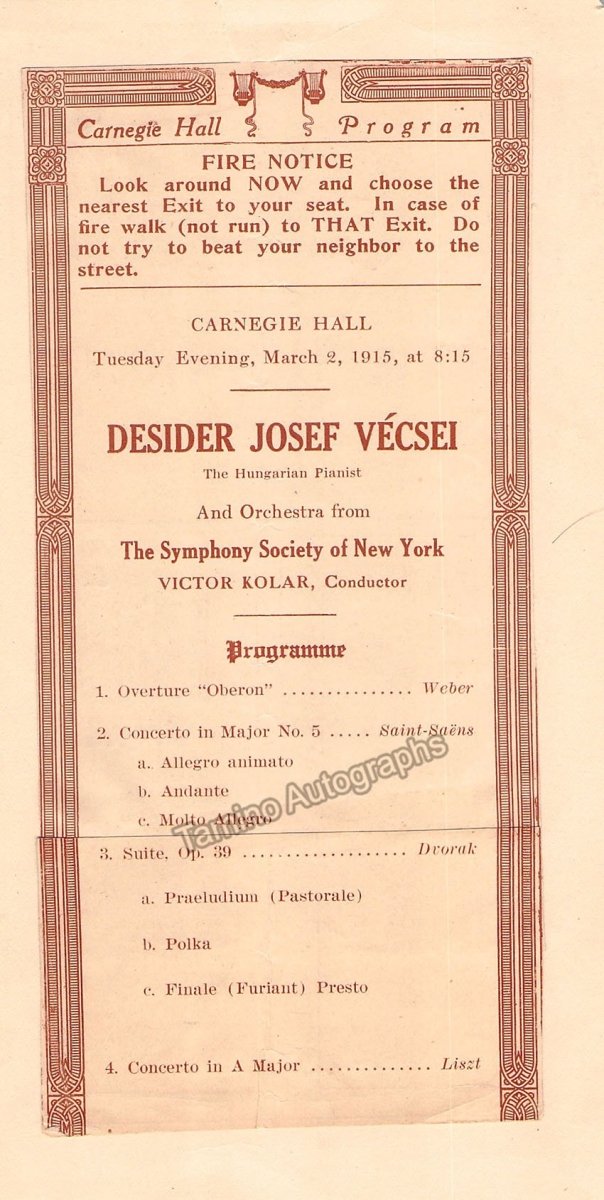 Carnegie Hall Program
FIRE NOTICE
Look around NOW and choose the
nearest Exit to your seat. In case of
fire walk (not run) to THAT Exit. Do
not try to beat your neighbor to the
street.
CARNEGIE HALL
Tuesday Evening, March 2, 1915, at 8:15
DESIDER JOSEF VÉCSEI
The Hungarian Pianist
And Orchestra from
The Symphony Society of New York
VICTOR KOLAR, Conductor
Programme
1. Overture “Oberon” ............... Weber
2. Concerto in Major No. 5 ..... Saint-Saëns
a. Allegro animato
b. Andante
c. Molto Allegro
Tamino Autographs
3. Suite, Op. 39 ................... Dvorak
a. Praeludium (Pastorale)
b. Polka
c. Finale (Furiant) Presto
4. Concerto in A Major .............. Liszt